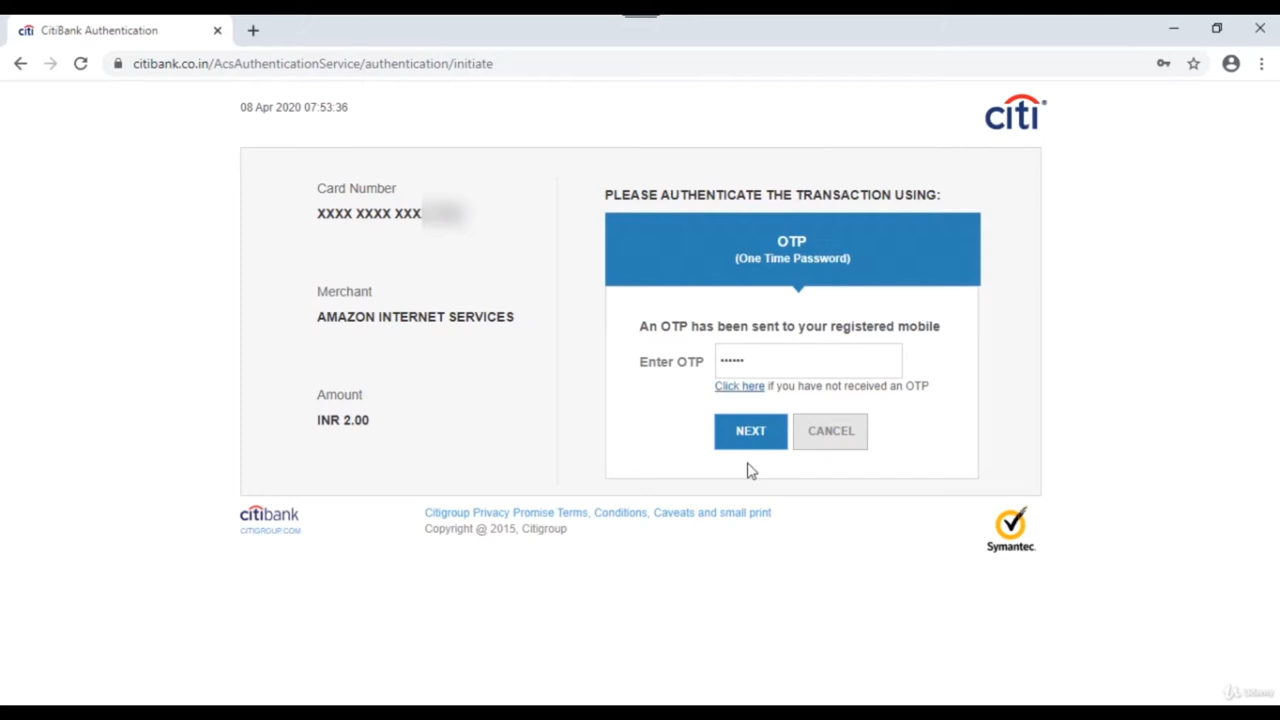 citi CitiBank Authentication
citibank.co.in/AcsAuthenticationService/authentication/initiate
08 Apr 2020 07:53:36
citi
Card Number
XXXX XXXX XXX
Merchant
AMAZON INTERNET SERVICES
Amount
INR 2.00
PLEASE AUTHENTICATE THE TRANSACTION USING:
OTP
(One Time Password)
An OTP has been sent to your registered mobile
Enter OTP ••••••
Click here if you have not received an OTP
NEXT CANCEL
citibank
CITIGROUP.COM
Citigroup Privacy Promise Terms, Conditions, Caveats and small print
Copyright @ 2015, Citigroup
Symantec.
Udemy